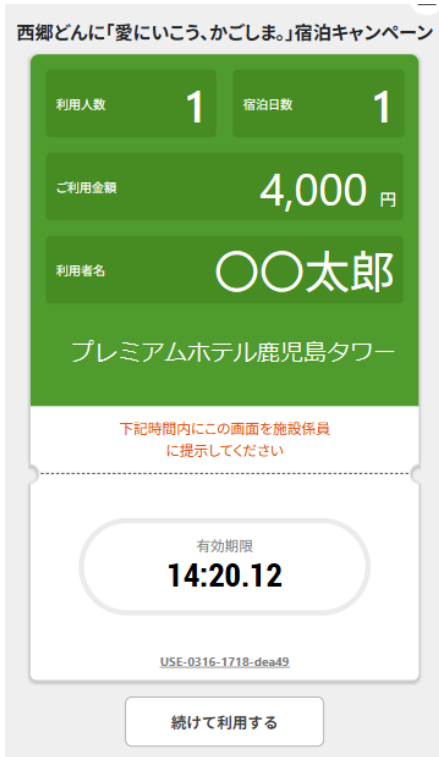 西郷どんに「愛にいこう、かごしま。」宿泊キャンペーン
利用人数 1 宿泊日数 1
ご利用金額 4,000 円
利用者名 〇〇太郎
プレミアムホテル鹿児島タワー
下記時間内にこの画面を施設係員
に提示してください
有効期限
14:20.12
USE-0316-1718-dea49
続けて利用する